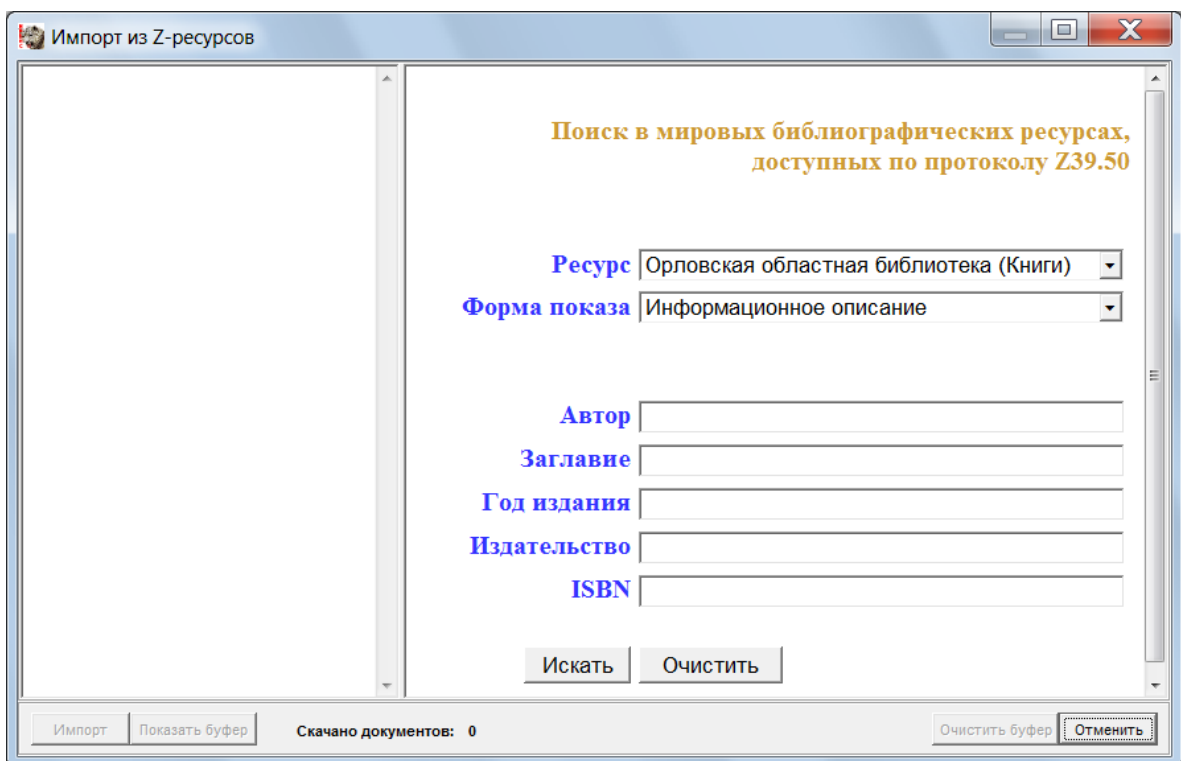 Импорт из Z-ресурсов
Поиск в мировых библиографических ресурсах,
доступных по протоколу Z39.50
Ресурс Орловская областная библиотека (Книги)
Форма показа Информационное описание
Автор
Заглавие
Год издания
Издательство
ISBN
Искать Очистить
Импорт Показать буфер Скачано документов: 0 Очистить буфер Отменить